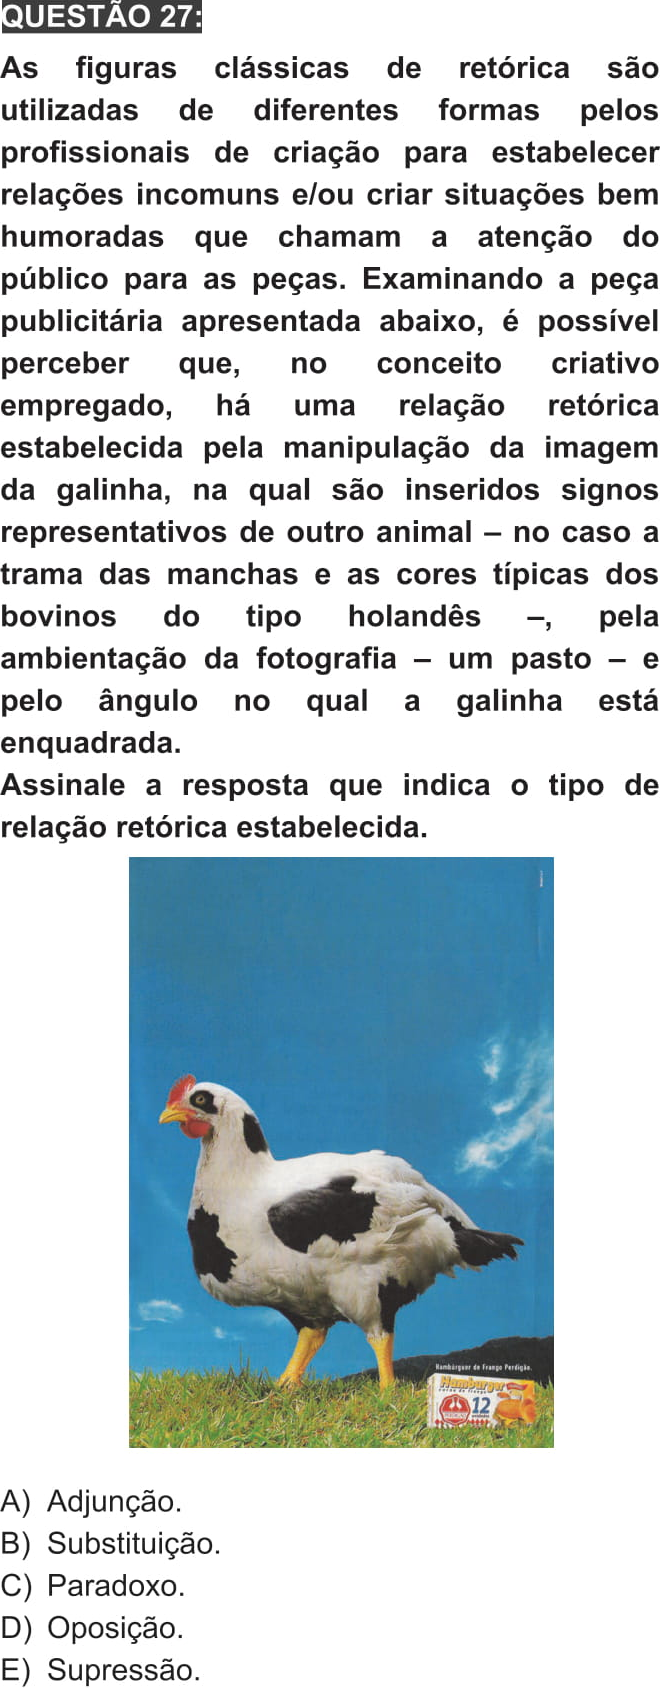 QUESTÃO 27:
As figuras clássicas de retórica são
utilizadas de diferentes formas pelos
profissionais de criação para estabelecer
relações incomuns e/ou criar situações bem
humoradas que chamam a atenção do
público para as peças. Examinando a peça
publicitária apresentada abaixo, é possível
perceber que, no conceito criativo
empregado, há uma relação retórica
estabelecida pela manipulação da imagem
da galinha, na qual são inseridos signos
representativos de outro animal – no caso a
trama das manchas e as cores típicas dos
bovinos do tipo holandês –, pela
ambientação da fotografia – um pasto – e
pelo ângulo no qual a galinha está
enquadrada.
Assinale a resposta que indica o tipo de
relação retórica estabelecida.
Hambúrguer de Frango Perdigão.
Hamburger
carne de frango
12
A) Adjunção.
B) Substituição.
C) Paradoxo.
D) Oposição.
E) Supressão.